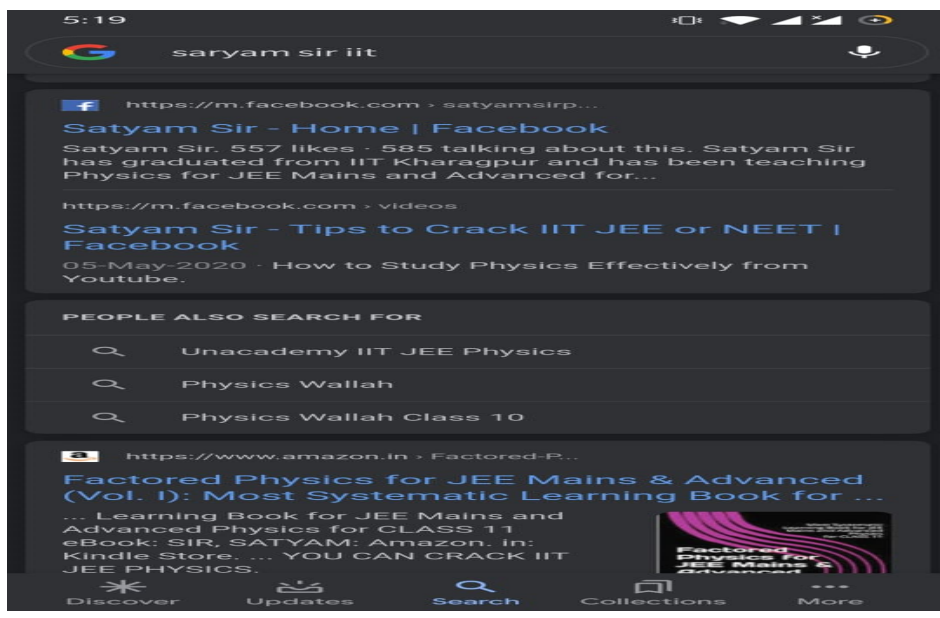 5:19
saryam sir iit
https://m.facebook.com › satyamsirp...
Satyam Sir - Home | Facebook
Satyam Sir. 557 likes · 585 talking about this. Satyam Sir
has graduated from IIT Kharagpur and has been teaching
Physics for JEE Mains and Advanced for...
https://m.facebook.com › videos
Satyam Sir - Tips to Crack IIT JEE or NEET |
Facebook
05-May-2020 · How to Study Physics Effectively from
Youtube.
PEOPLE ALSO SEARCH FOR
Unacademy IIT JEE Physics
Physics Wallah
Physics Wallah Class 10
https://www.amazon.in › Factored-P...
Factored Physics for JEE Mains & Advanced
(Vol. I): Most Systematic Learning Book for ...
... Learning Book for JEE Mains and
Advanced Physics for CLASS 11
eBook: SIR, SATYAM: Amazon. in:
Kindle Store. ... YOU CAN CRACK IIT
JEE PHYSICS.
Factored
Physics for
JEE Mains &
Advanced
Discover Updates Search Collections More